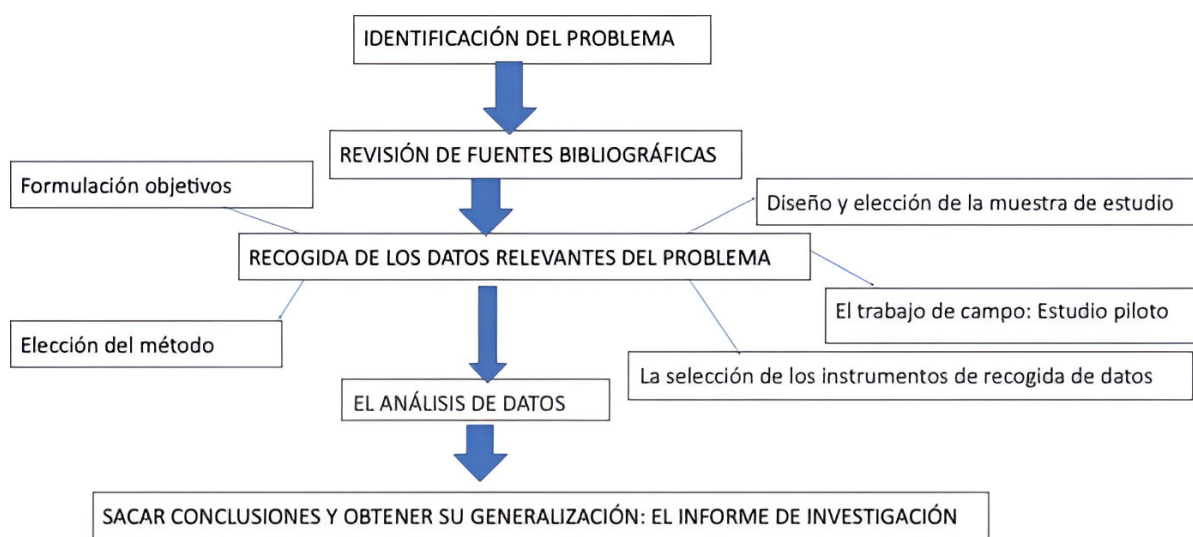 IDENTIFICACIÓN DEL PROBLEMA
REVISIÓN DE FUENTES BIBLIOGRÁFICAS
Formulación objetivos
Diseño y elección de la muestra de estudio
RECOGIDA DE LOS DATOS RELEVANTES DEL PROBLEMA
El trabajo de campo: Estudio piloto
Elección del método
La selección de los instrumentos de recogida de datos
EL ANÁLISIS DE DATOS
SACAR CONCLUSIONES Y OBTENER SU GENERALIZACIÓN: EL INFORME DE INVESTIGACIÓN